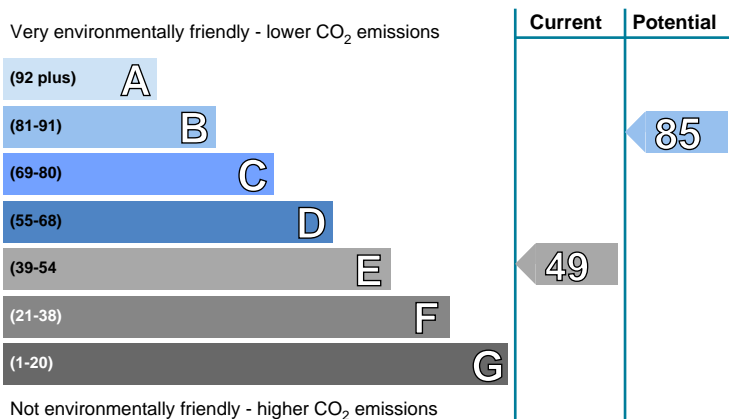 Current Potential
Very environmentally friendly - lower CO2 emissions
(92 plus) A
(81-91) B
85
(69-80) C
(55-68) D
(39-54 E
49
(21-38) F
(1-20) G
Not environmentally friendly - higher CO2 emissions